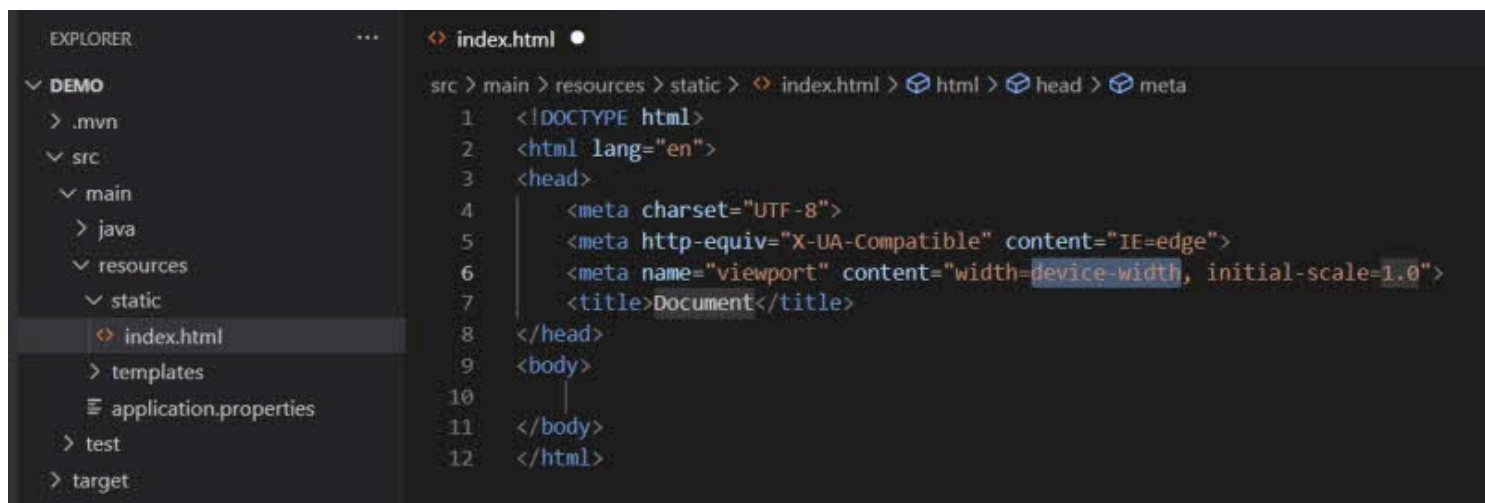 EXPLORER ...
DEMO
.mvn
src
main
java
resources
static
index.html
templates
application.properties
test
target
index.html
src > main > resources > static > index.html > html > head > meta
1 <!DOCTYPE html>
2 <html lang="en">
3 <head>
4 <meta charset="UTF-8">
5 <meta http-equiv="X-UA-Compatible" content="IE=edge">
6 <meta name="viewport" content="width=device-width, initial-scale=1.0">
7 <title>Document</title>
8 </head>
9 <body>
10
11 </body>
12 </html>